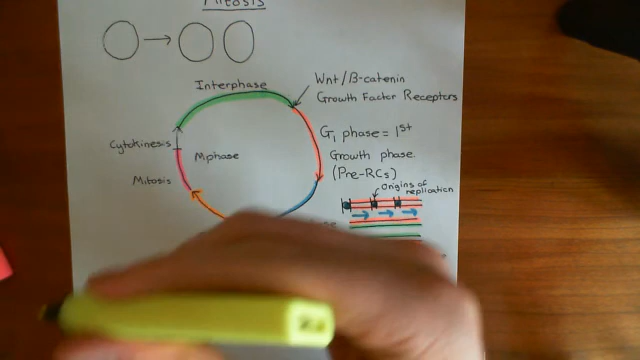 Mitosis
Interphase
Wnt/β-catenin
Growth Factor Receptors
Cytokinesis
G₁ phase = 1st
Growth phase
(Pre-RCs)
M phase
Mitosis
Origins of
replication